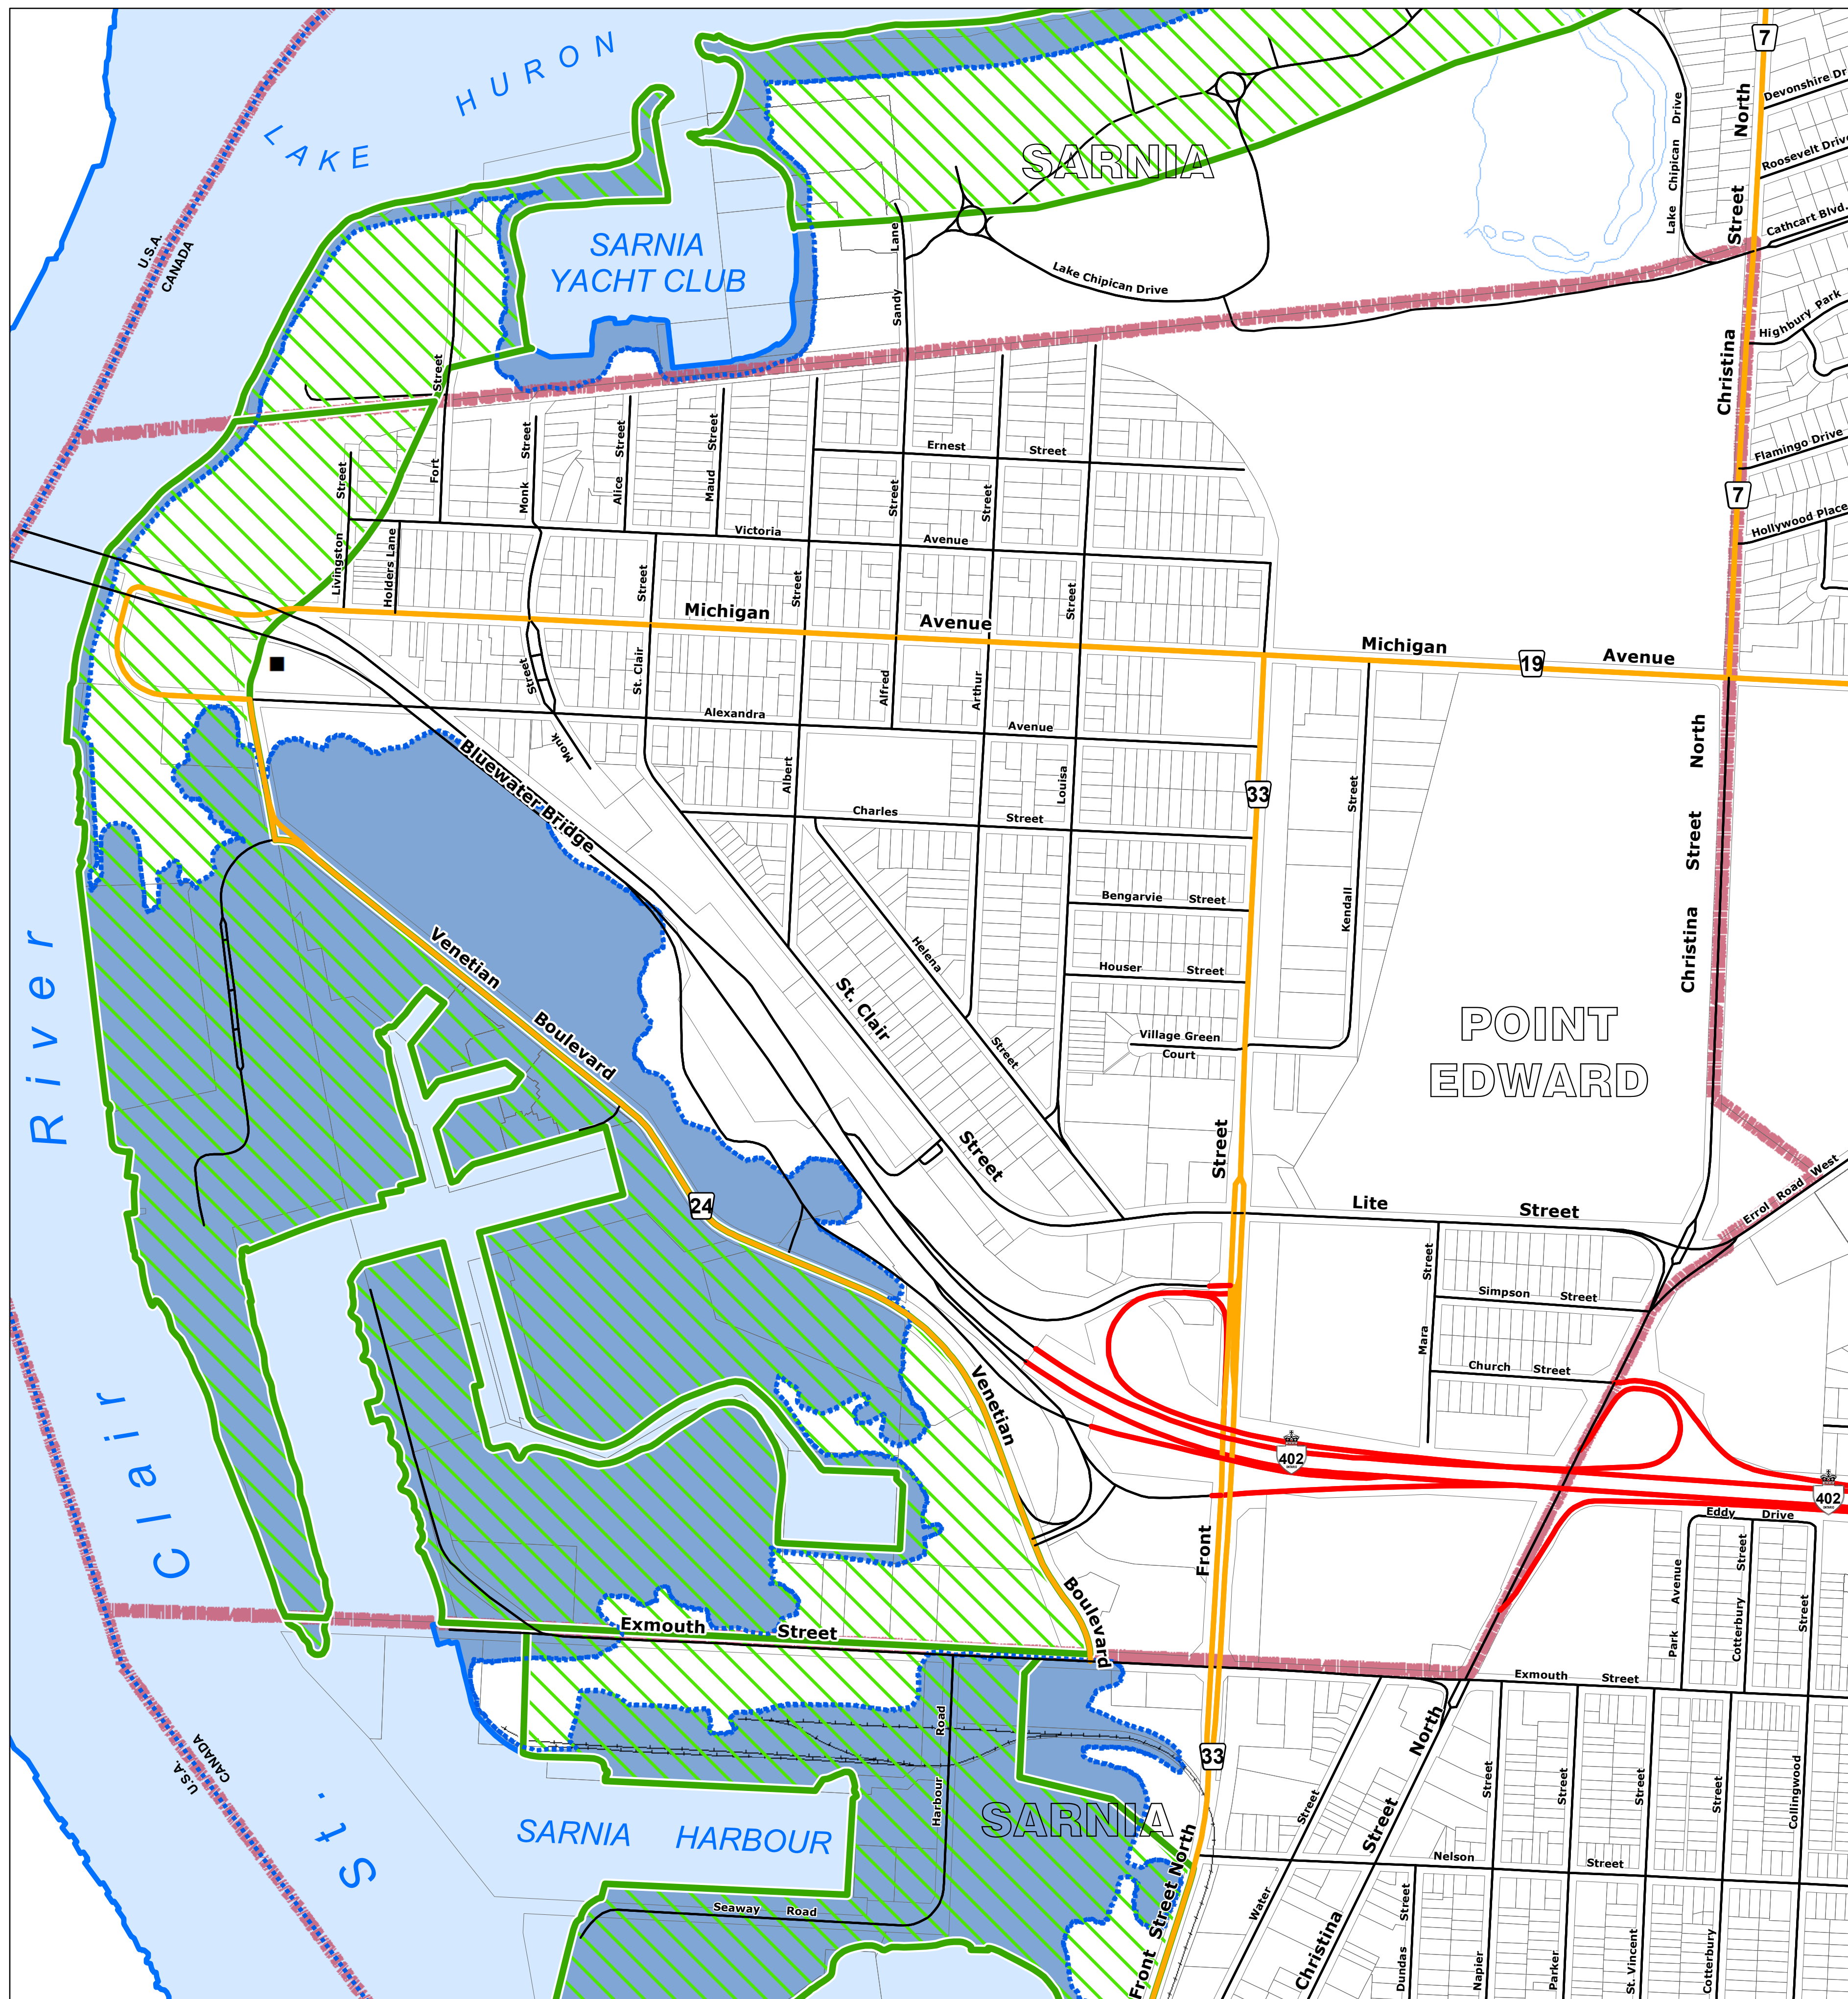 LAKE HURON
SARNIA
YACHT CLUB
SARNIA
7
North
Street
Christina
Devonshire Dr
Roosevelt Drive
Cathcart Blvd.
Lake Chipican Drive
Lake Chipican Drive
Sandy Lane
Highbury Park
Flamingo Drive
7
Hollywood Place
U.S.A.
CANADA
Fort Street
Livingston Street
Holders Lane
Monk Street
Alice Street
Maud Street
Ernest Street
Street
Street
Victoria Avenue
Street
Street
Street
Michigan Avenue
Michigan 19 Avenue
St. Clair
Alfred
Arthur
Street
Monk
Alexandra Avenue
Albert
Louisa
33
Kendall Street
Christina Street North
Charles Street
Bluewater Bridge
Bengarvie Street
Houser Street
Village Green
Court
Helena Street
St. Clair Street
Venetian Boulevard
24
POINT
EDWARD
Street
Lite Street
Errol Road West
Mara Street
Simpson Street
Church Street
402
402
Venetian Boulevard
Front
Eddy Drive
Park Avenue
Cotterbury Street
Street
Exmouth Street
Exmouth Street
River
Clair
St.
CANADA
U.S.A.
33
Harbour Road
SARNIA HARBOUR
SARNIA
Seaway Road
Front Street North
Nelson Street
Water Street
Christina Street North
Dundas Street
Napier Street
Parker Street
St. Vincent Street
Cotterbury Street
Collingwood